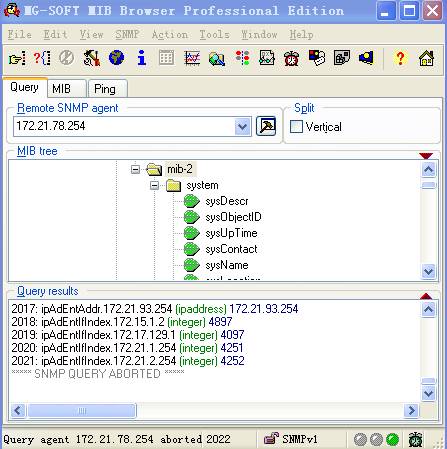 MG-SOFT MIB Browser Professional Edition
File Edit View SNMP Action Tools Window Help
Query MIB Ping
Remote SNMP agent
172.21.78.254
Split
Vertical
MIB tree
mib-2
system
sysDescr
sysObjectID
sysUpTime
sysContact
sysName
sysLocation
Query results
2017: ipAdEntAddr.172.21.93.254 (ipaddress) 172.21.93.254
2018: ipAdEntIfIndex.172.15.1.2 (integer) 4897
2019: ipAdEntIfIndex.172.17.129.1 (integer) 4097
2020: ipAdEntIfIndex.172.21.1.254 (integer) 4251
2021: ipAdEntIfIndex.172.21.2.254 (integer) 4252
***** SNMP QUERY ABORTED *****
Query agent 172.21.78.254 aborted 2022
SNMPv1